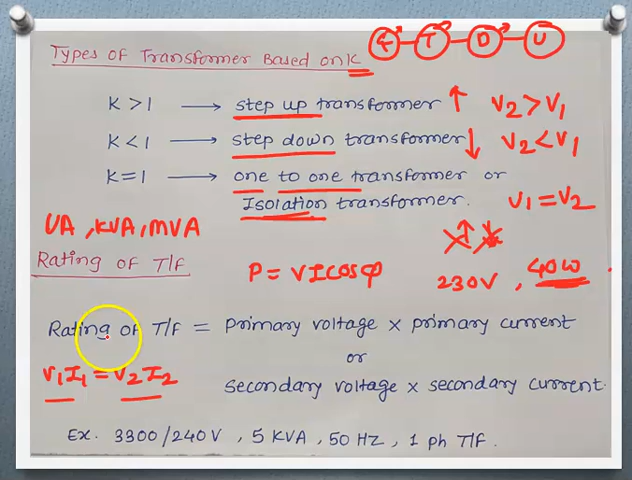 Types of Transformer Based on K
G T D U
K > 1 → step up transformer ↑ V2 > V1
K < 1 → step down transformer ↓ V2 < V1
K = 1 → one to one transformer or
Isolation transformer. V1 = V2
VA, KVA, MVA
Rating of T/F
P = VI cosφ
230V, 40W
Rating of T/F = primary voltage × primary current
or
V1I1 = V2I2
secondary voltage × secondary current.
Ex. 3300/240V, 5 KVA, 50 HZ, 1 ph T/F.